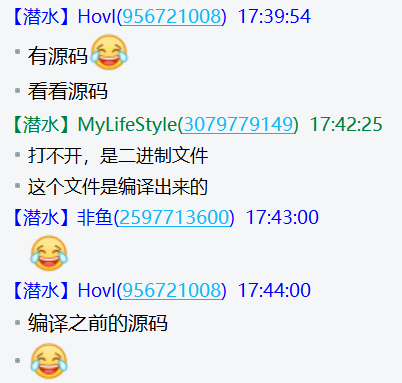 【潜水】Hovl(956721008) 17:39:54
有源码😂
看看源码
【潜水】MyLifeStyle(3079779149) 17:42:25
打不开，是二进制文件
这个文件是编译出来的
【潜水】非鱼(2597713600) 17:43:00
😂
【潜水】Hovl(956721008) 17:44:00
编译之前的源码
😂